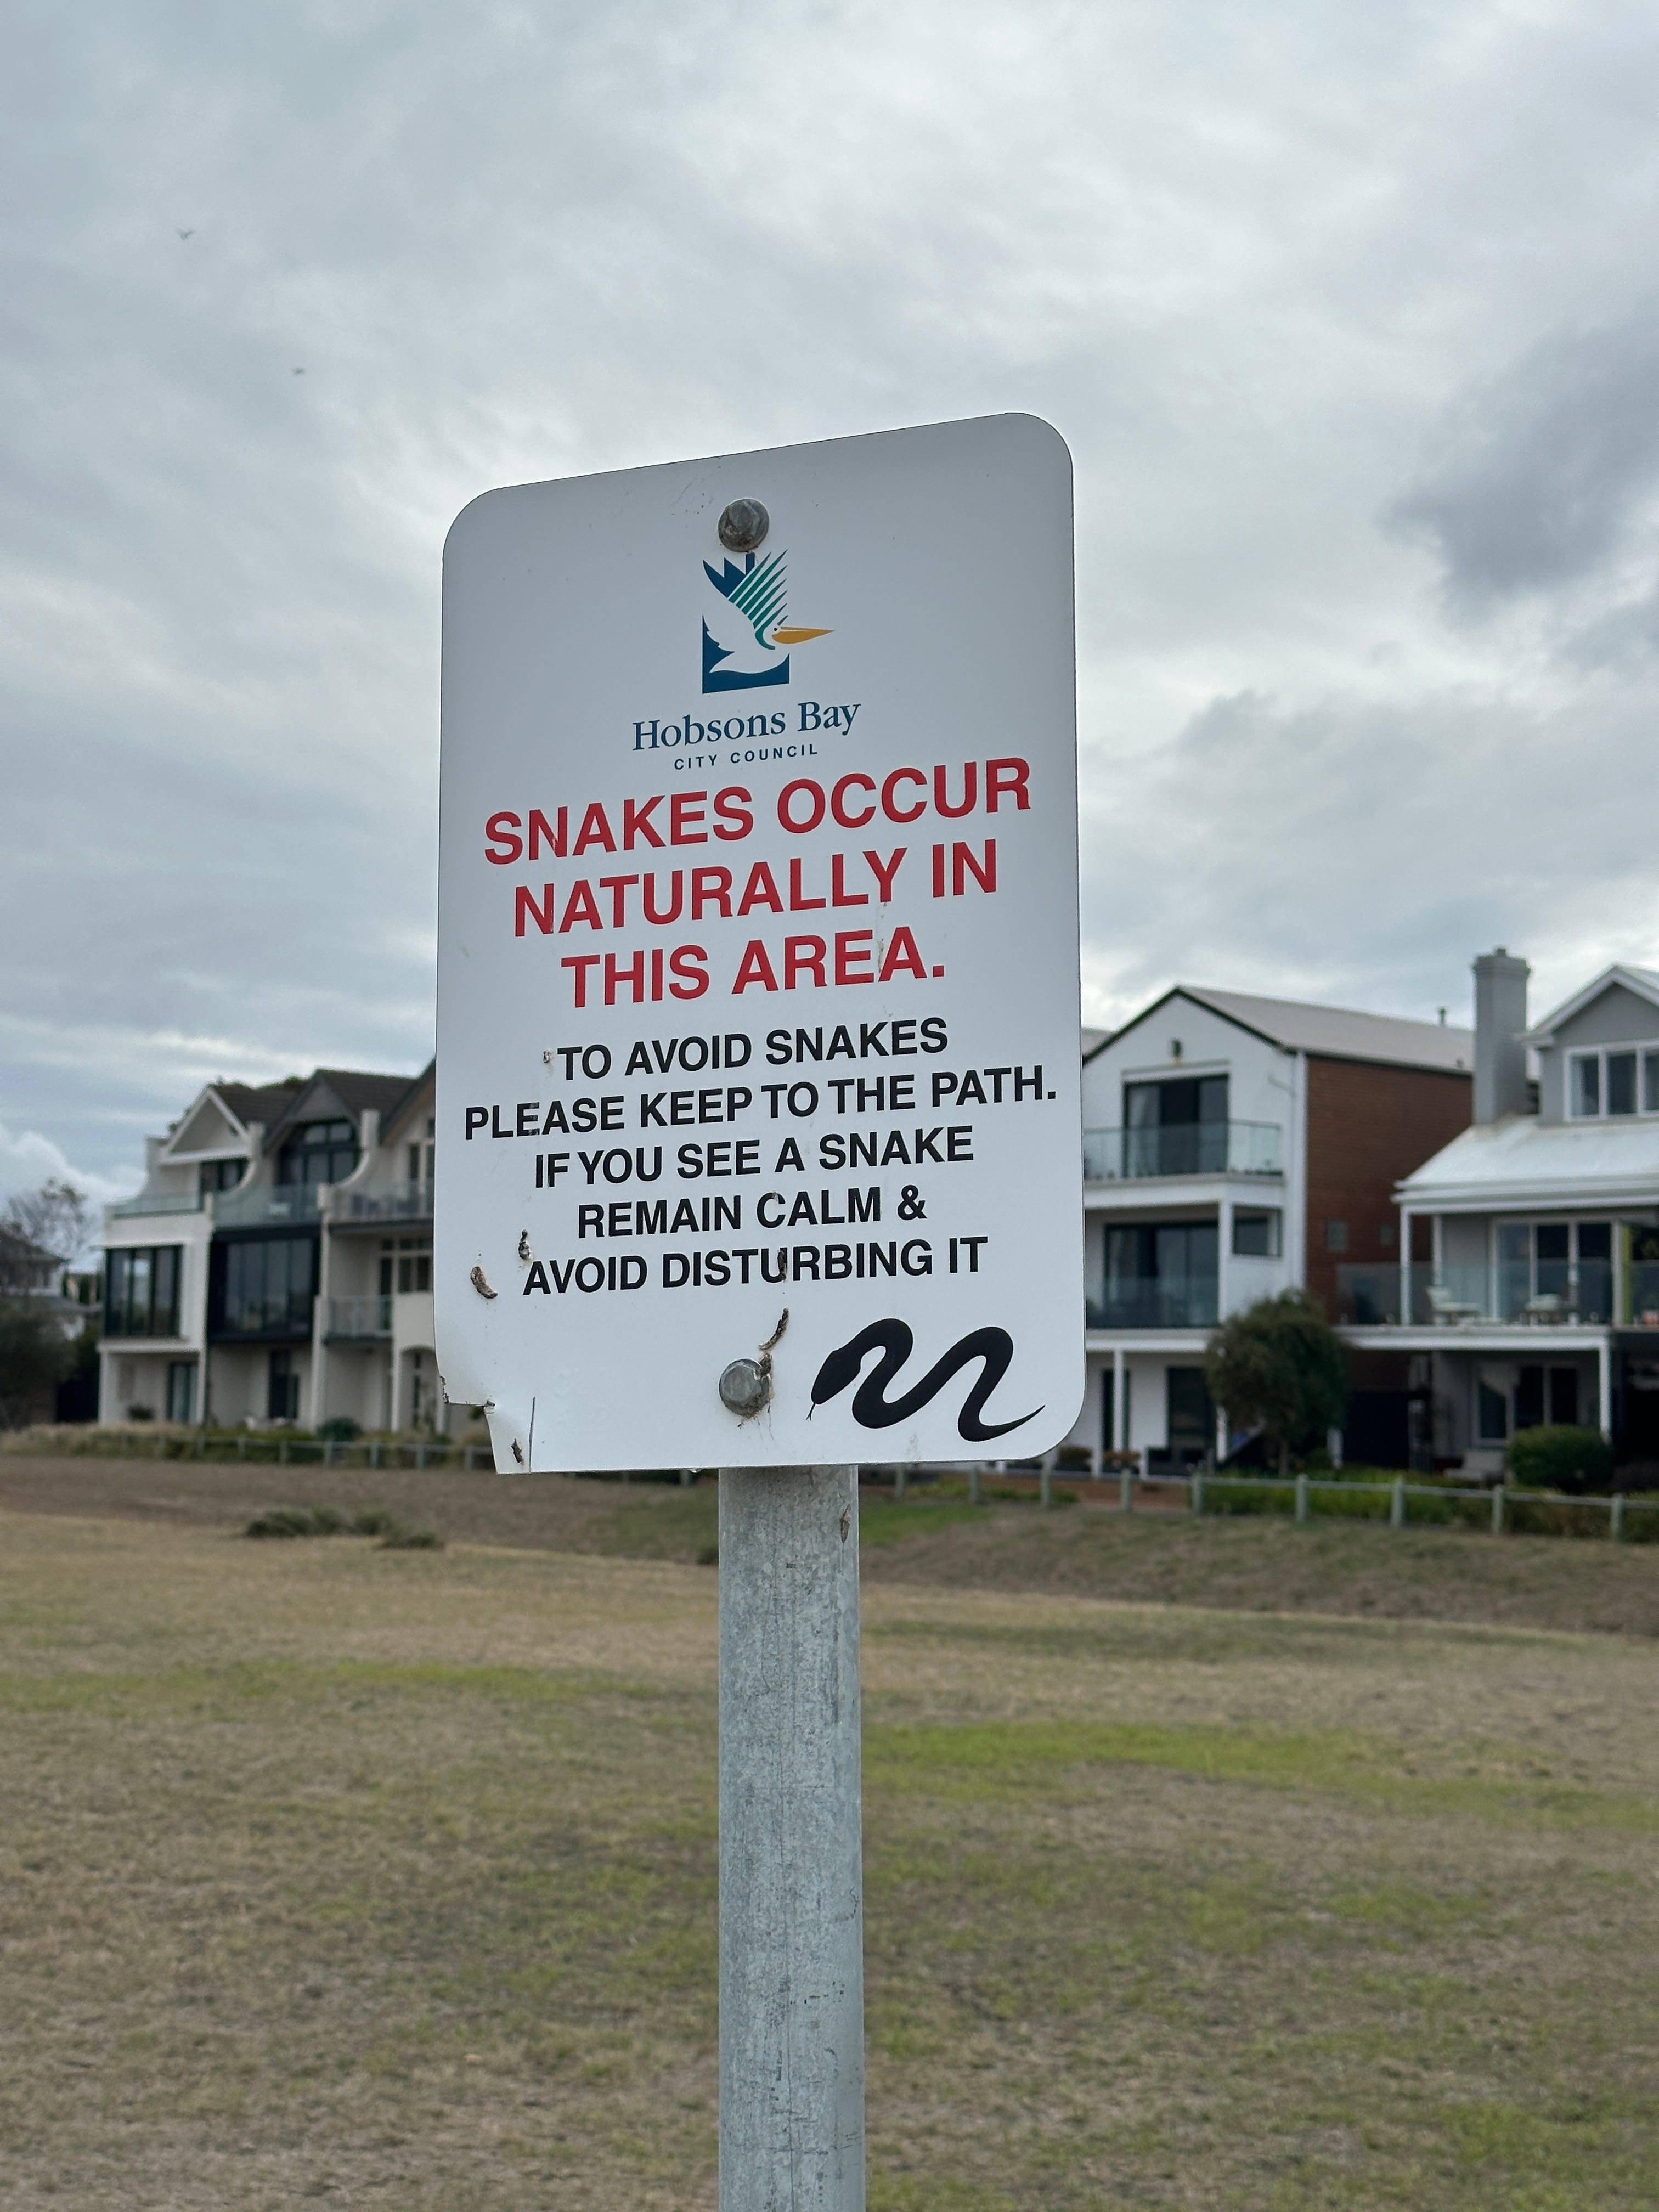 Hobsons Bay
CITY COUNCIL
SNAKES OCCUR
NATURALLY IN
THIS AREA.
TO AVOID SNAKES
PLEASE KEEP TO THE PATH.
IF YOU SEE A SNAKE
REMAIN CALM &
AVOID DISTURBING IT